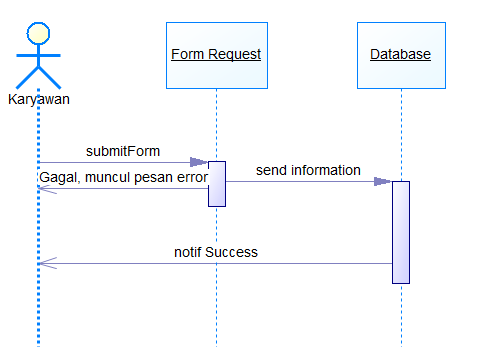 Form Request
Database
Karyawan
submitForm
Gagal, muncul pesan error
send information
notif Success